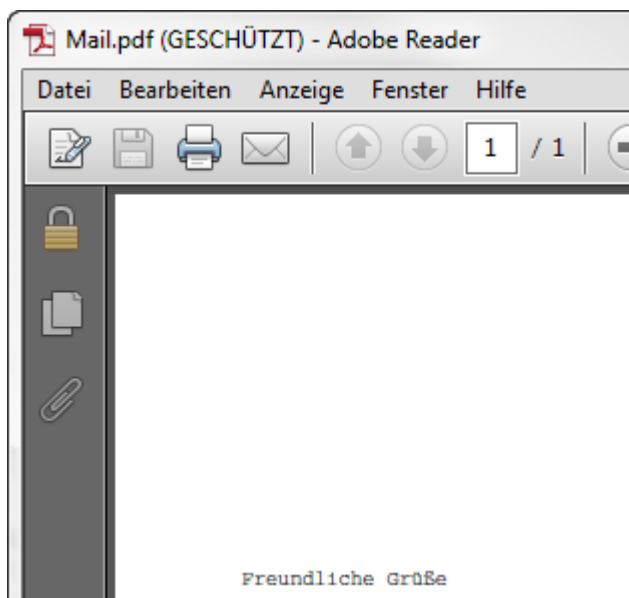 Mail.pdf (GESCHÜTZT) - Adobe Reader
Datei Bearbeiten Anzeige Fenster Hilfe
1 / 1
Freundliche Grüße